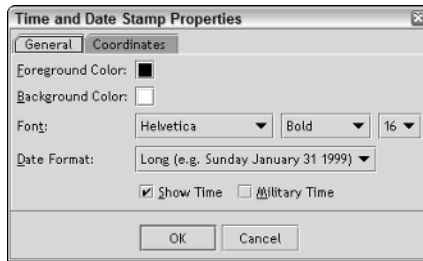 Time and Date Stamp Properties
General Coordinates
Foreground Color:
Background Color:
Font: Helvetica Bold 16
Date Format: Long (e.g. Sunday January 31 1999)
Show Time Military Time
OK Cancel